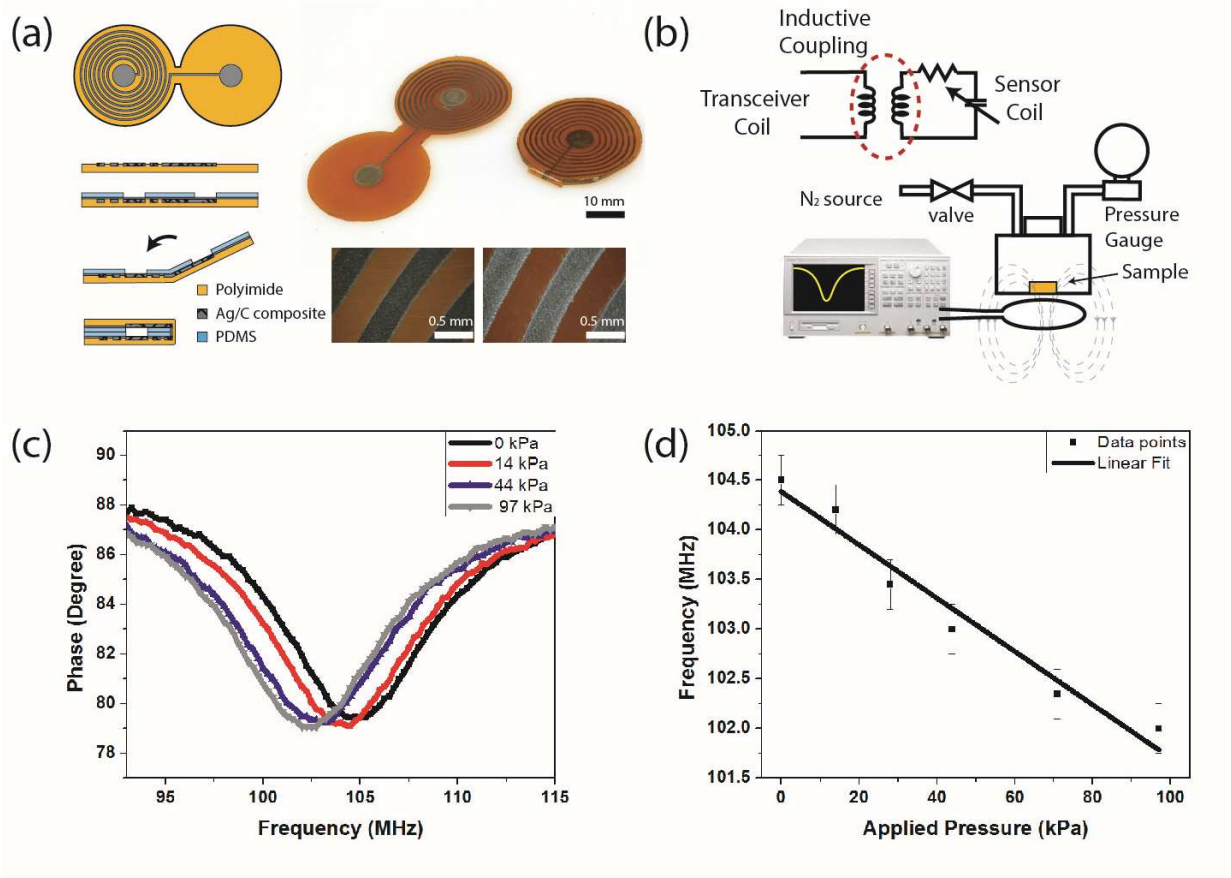 (a)
10 mm
Polyimide
Ag/C composite
PDMS
0.5 mm
0.5 mm
(b)
Inductive
Coupling
Transceiver
Coil
Sensor
Coil
N2 source
valve
Pressure
Gauge
Sample
(c)
0 kPa
14 kPa
44 kPa
97 kPa
Phase (Degree)
90
88
86
84
82
80
78
95
100
105
110
115
Frequency (MHz)
(d)
Data points
Linear Fit
Frequency (MHz)
105.0
104.5
104.0
103.5
103.0
102.5
102.0
101.5
0
20
40
60
80
100
Applied Pressure (kPa)